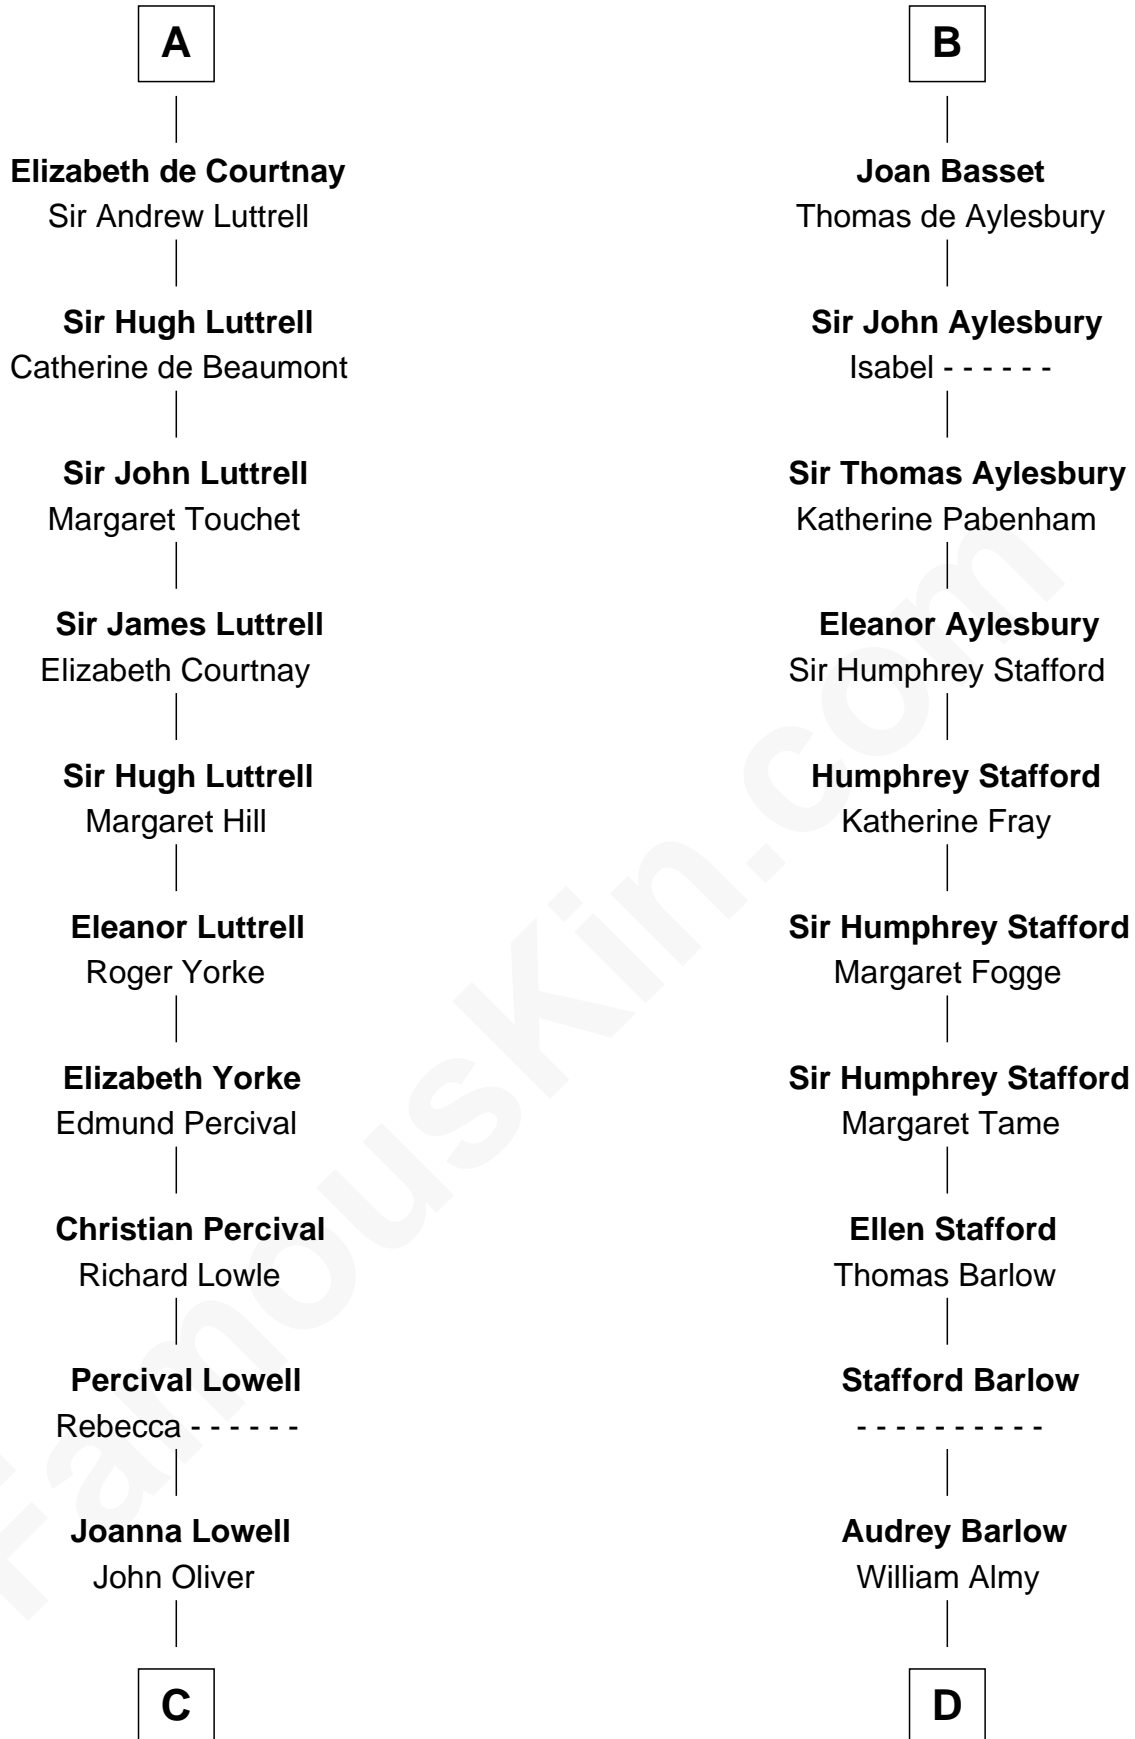 A
Elizabeth de Courtnay
Sir Andrew Luttrell
Sir Hugh Luttrell
Catherine de Beaumont
Sir John Luttrell
Margaret Touchet
Sir James Luttrell
Elizabeth Courtnay
Sir Hugh Luttrell
Margaret Hill
Eleanor Luttrell
Roger Yorke
Elizabeth Yorke
Edmund Percival
Christian Percival
Richard Lowle
Percival Lowell
Rebecca - - - - - -
Joanna Lowell
John Oliver
C
B
Joan Basset
Thomas de Aylesbury
Sir John Aylesbury
Isabel - - - - - -
Sir Thomas Aylesbury
Katherine Pabenham
Eleanor Aylesbury
Sir Humphrey Stafford
Humphrey Stafford
Katherine Fray
Sir Humphrey Stafford
Margaret Fogge
Sir Humphrey Stafford
Margaret Tame
Ellen Stafford
Thomas Barlow
Stafford Barlow
- - - - - - - - - -
Audrey Barlow
William Almy
D
FamousKin.com